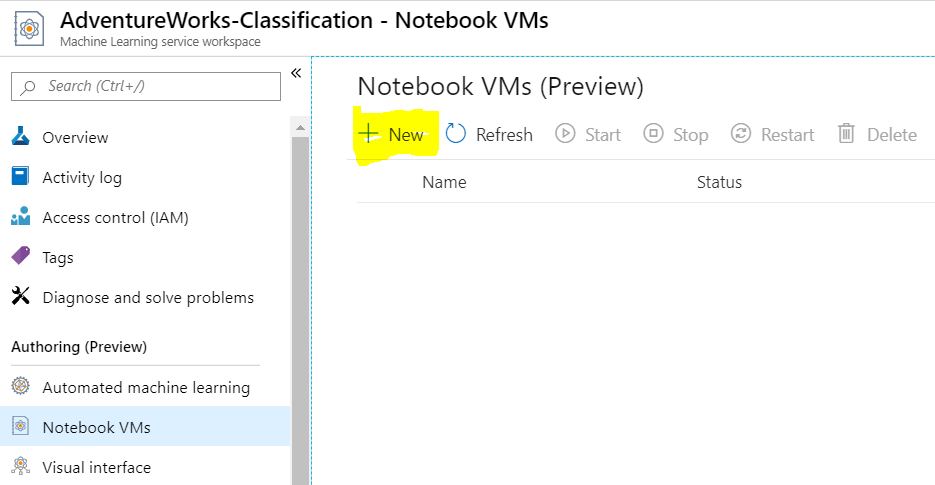 AdventureWorks-Classification - Notebook VMs
Machine Learning service workspace
Search (Ctrl+/)
Overview
Activity log
Access control (IAM)
Tags
Diagnose and solve problems
Authoring (Preview)
Automated machine learning
Notebook VMs
Visual interface
Notebook VMs (Preview)
New Refresh Start Stop Restart Delete
Name Status